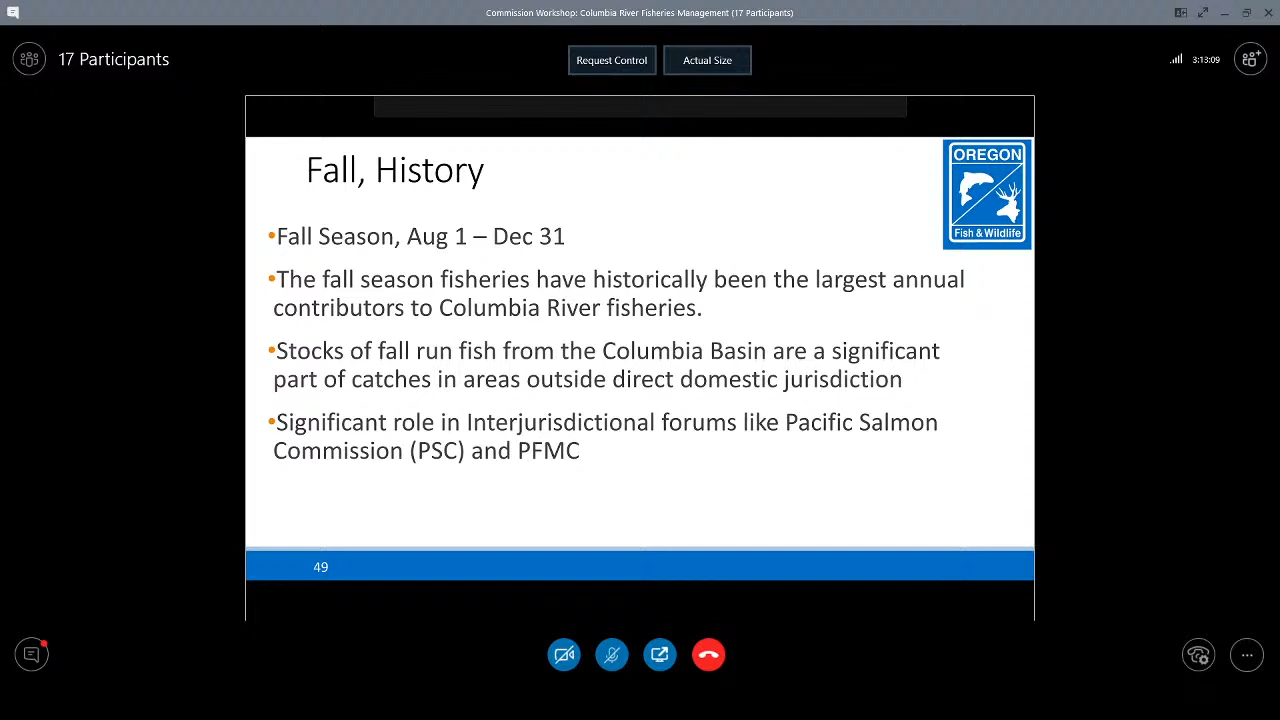 Commission Workshop: Columbia River Fisheries Management (17 Participants)
17 Participants
Request Control
Actual Size
3:13:09
Fall, History
OREGON
Fish & Wildlife
•Fall Season, Aug 1 – Dec 31
•The fall season fisheries have historically been the largest annual
contributors to Columbia River fisheries.
•Stocks of fall run fish from the Columbia Basin are a significant
part of catches in areas outside direct domestic jurisdiction
•Significant role in Interjurisdictional forums like Pacific Salmon
Commission (PSC) and PFMC
49